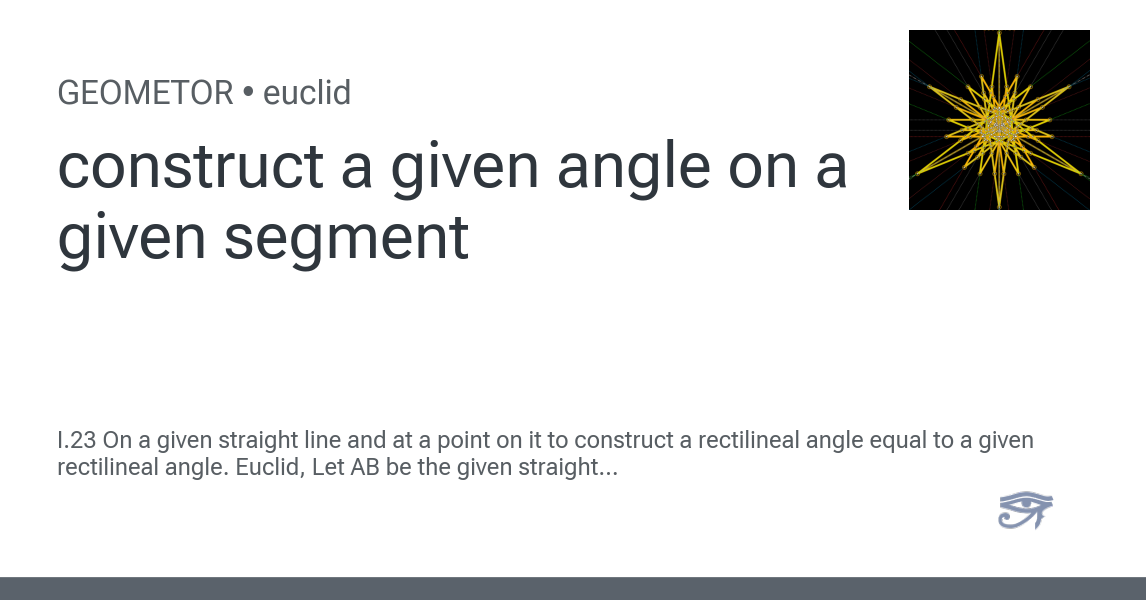 GEOMETOR • euclid
construct a given angle on a
given segment
I.23 On a given straight line and at a point on it to construct a rectilineal angle equal to a given
rectilineal angle. Euclid, Let AB be the given straight...